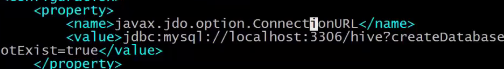 <property>
<name>javax.jdo.option.ConnectionURL</name>
<value>jdbc:mysql://localhost:3306/hive?createDatabase
otExist=true</value>
</property>